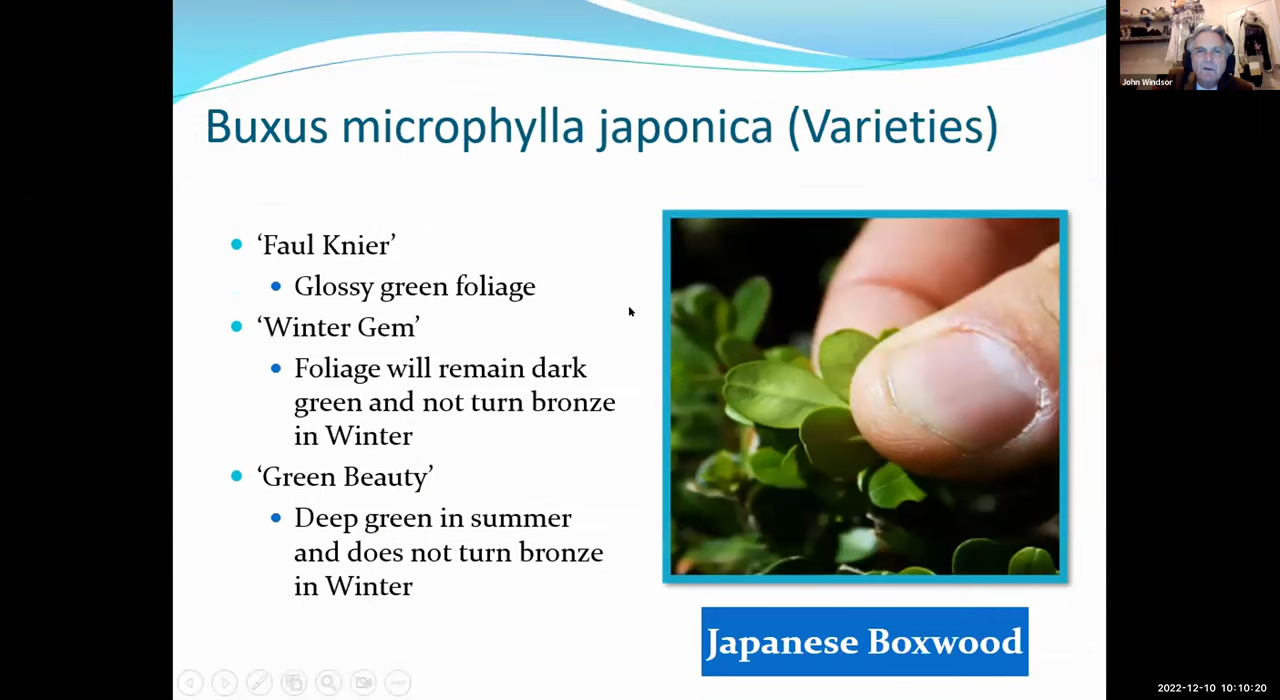 John Windsor
Buxus microphylla japonica (Varieties)
‘Faul Knier’
Glossy green foliage
‘Winter Gem’
Foliage will remain dark
green and not turn bronze
in Winter
‘Green Beauty’
Deep green in summer
and does not turn bronze
in Winter
Japanese Boxwood
2022-12-10 10:10:20